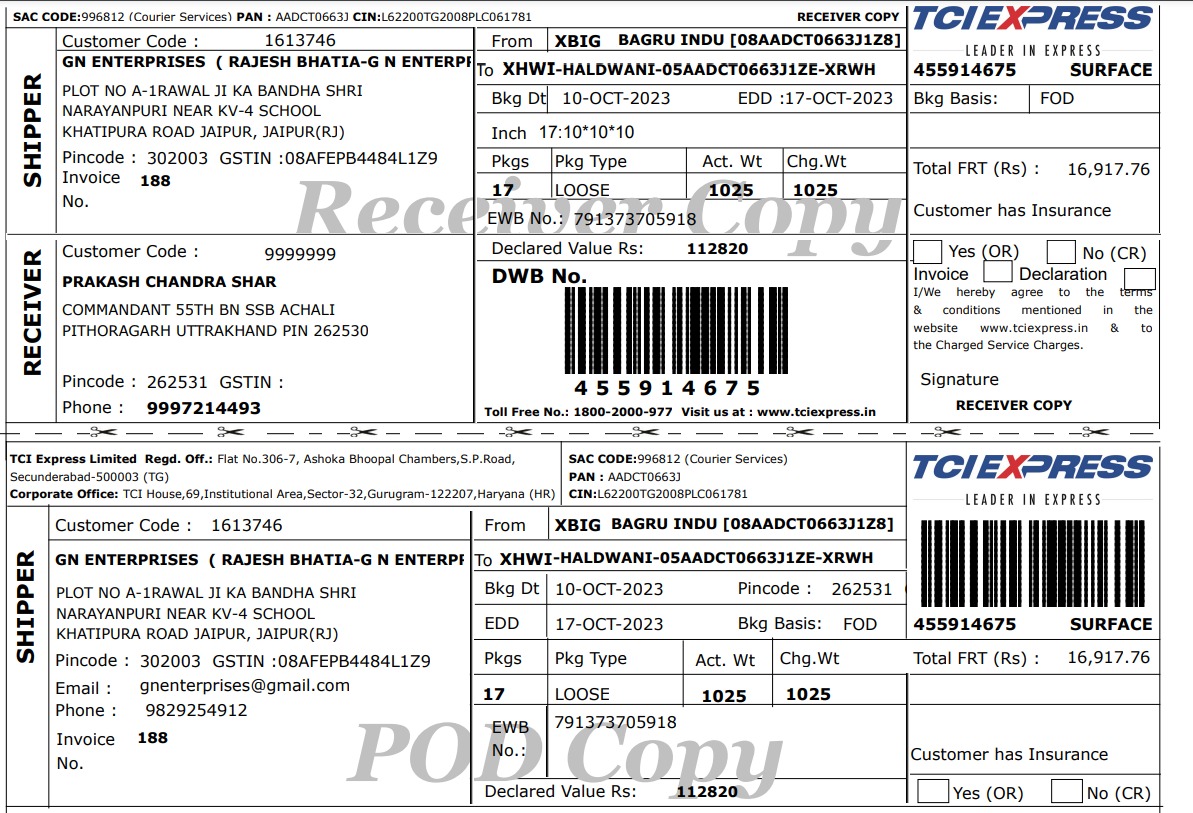 SAC CODE:996812 (Courier Services) PAN : AADCT0663J CIN:L62200TG2008PLC061781
RECEIVER COPY
TCIEXPRESS
LEADER IN EXPRESS
455914675 SURFACE
SHIPPER
Customer Code : 1613746
GN ENTERPRISES ( RAJESH BHATIA-G N ENTERP
PLOT NO A-1RAWAL JI KA BANDHA SHRI
NARAYANPURI NEAR KV-4 SCHOOL
KHATIPURA ROAD JAIPUR, JAIPUR(RJ)
Pincode : 302003 GSTIN :08AFEPB4484L1Z9
Invoice 188
No.
From XBIG BAGRU INDU [08AADCT0663J1Z8]
To XHWI-HALDWANI-05AADCT0663J1ZE-XRWH
Bkg Dt 10-OCT-2023 EDD :17-OCT-2023
Inch 17:10*10*10
Pkgs Pkg Type Act. Wt Chg.Wt
17 LOOSE 1025 1025
EWB No.: 791373705918
Receiver Copy
Bkg Basis: FOD
Total FRT (Rs) : 16,917.76
Customer has Insurance
Yes (OR) No (CR)
Invoice Declaration
I/We hereby agree to the terms
& conditions mentioned in the
website www.tciexpress.in & to
the Charged Service Charges.
Signature
RECEIVER COPY
RECEIVER
Customer Code : 9999999
PRAKASH CHANDRA SHAR
COMMANDANT 55TH BN SSB ACHALI
PITHORAGARH UTTRAKHAND PIN 262530
Pincode : 262531 GSTIN :
Phone : 9997214493
Declared Value Rs: 112820
DWB No.
455914675
Toll Free No.: 1800-2000-977 Visit us at : www.tciexpress.in
TCI Express Limited Regd. Off.: Flat No.306-7, Ashoka Bhoopal Chambers,S.P.Road,
Secunderabad-500003 (TG)
Corporate Office: TCI House,69,Institutional Area,Sector-32,Gurugram-122207,Haryana (HR)
SAC CODE:996812 (Courier Services)
PAN : AADCT0663J
CIN:L62200TG2008PLC061781
TCIEXPRESS
LEADER IN EXPRESS
455914675 SURFACE
SHIPPER
Customer Code : 1613746
GN ENTERPRISES ( RAJESH BHATIA-G N ENTERP
PLOT NO A-1RAWAL JI KA BANDHA SHRI
NARAYANPURI NEAR KV-4 SCHOOL
KHATIPURA ROAD JAIPUR, JAIPUR(RJ)
Pincode : 302003 GSTIN :08AFEPB4484L1Z9
Email : gnenterprises@gmail.com
Phone : 9829254912
Invoice 188
No.
From XBIG BAGRU INDU [08AADCT0663J1Z8]
To XHWI-HALDWANI-05AADCT0663J1ZE-XRWH
Bkg Dt 10-OCT-2023 Pincode : 262531
EDD 17-OCT-2023 Bkg Basis: FOD
Pkgs Pkg Type Act. Wt Chg.Wt
17 LOOSE 1025 1025
EWB 791373705918
No.:
POD Copy
Declared Value Rs: 112820
Total FRT (Rs) : 16,917.76
Customer has Insurance
Yes (OR) No (CR)